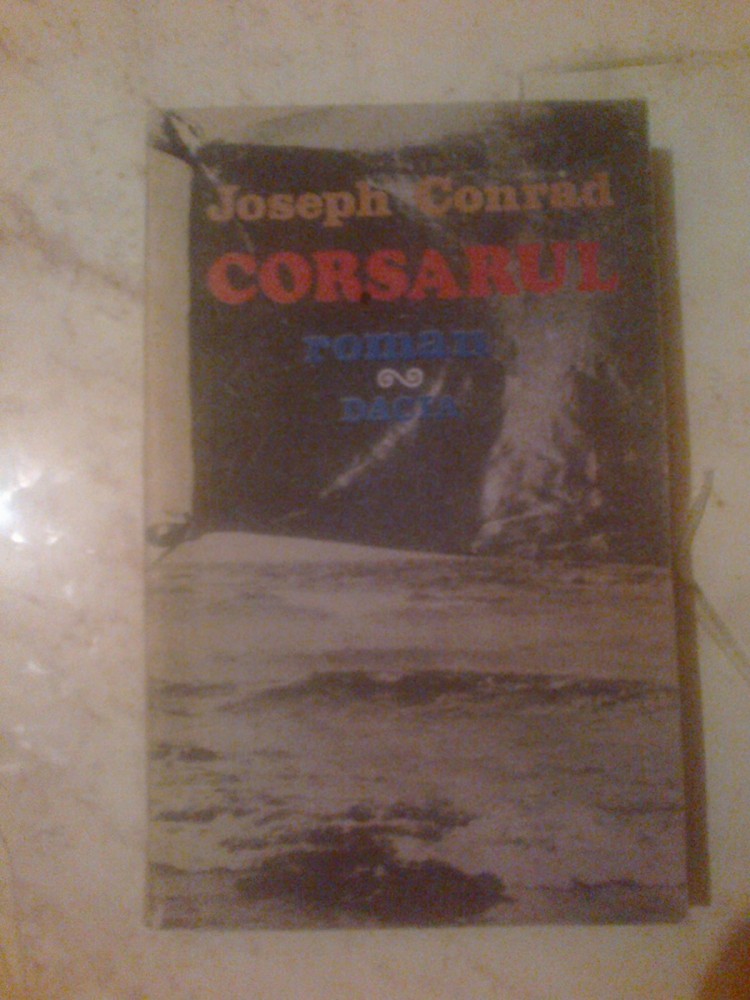 Joseph Conrad
CORSARUL
roman
DACIA